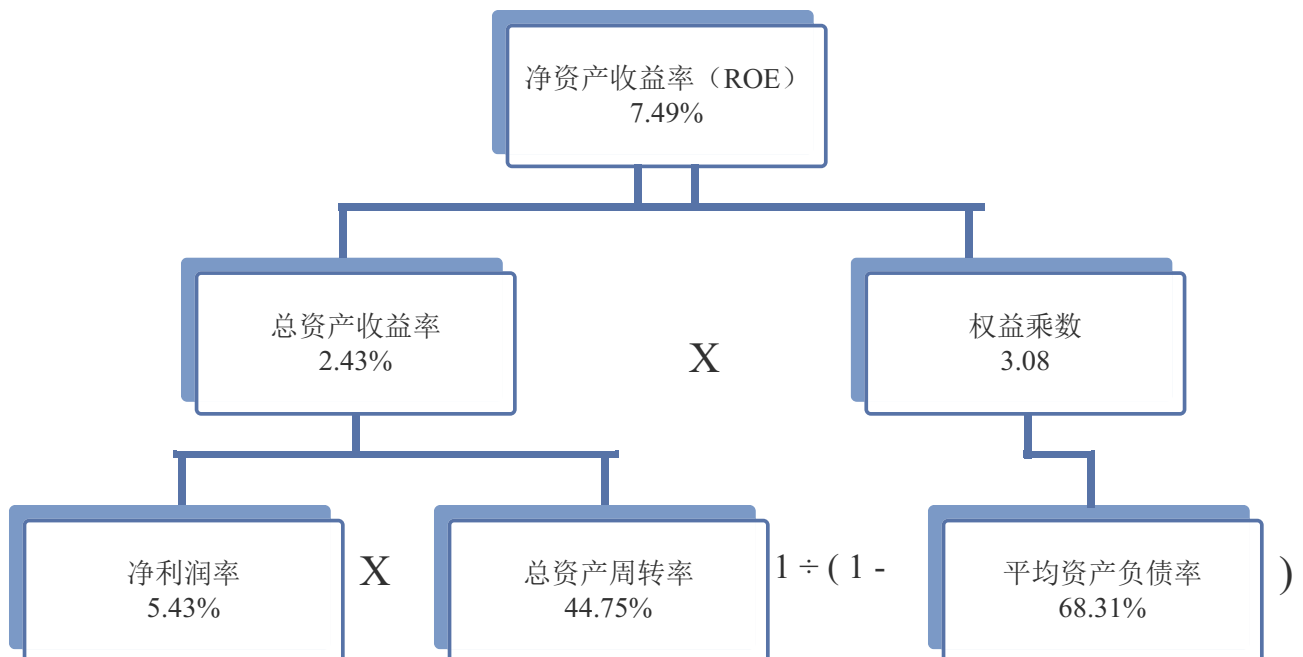 净资产收益率（ROE）
7.49%
总资产收益率
2.43%
X
权益乘数
3.08
净利润率
5.43%
X
总资产周转率
44.75%
1 ÷ ( 1 -
平均资产负债率
68.31%
)